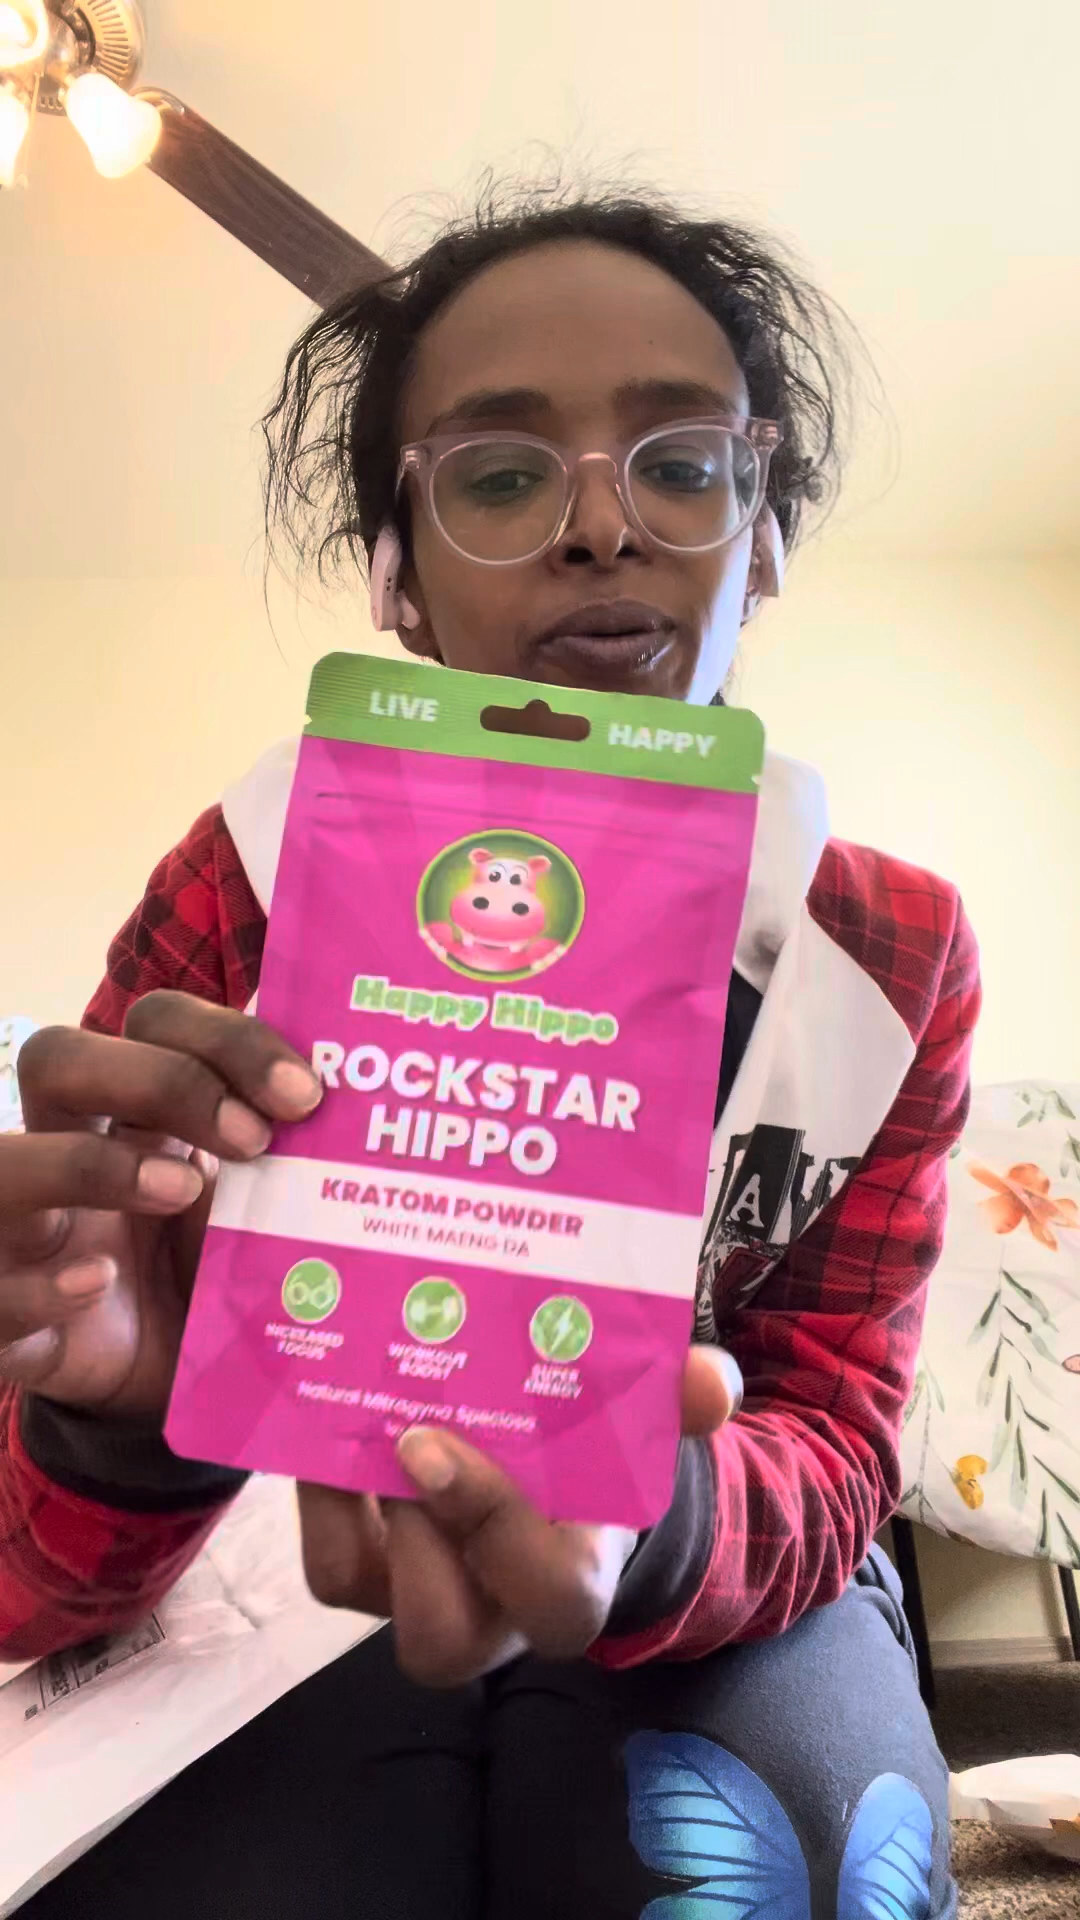 LIVE HAPPY
Happy Hippo
ROCKSTAR
HIPPO
KRATOM POWDER
WHITE MAENG DA
INCREASED
FOCUS
WORKOUT
BOOST
SUPER
ENERGY
Natural Mitragyna Speciosa
A